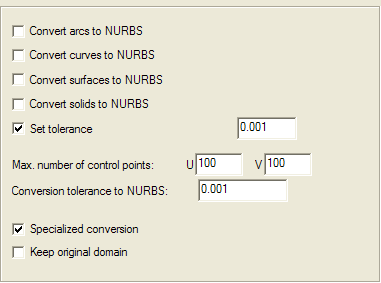 Convert arcs to NURBS
Convert curves to NURBS
Convert surfaces to NURBS
Convert solids to NURBS
Set tolerance 0.001
Max. number of control points: U 100 V 100
Conversion tolerance to NURBS: 0.001
Specialized conversion
Keep original domain